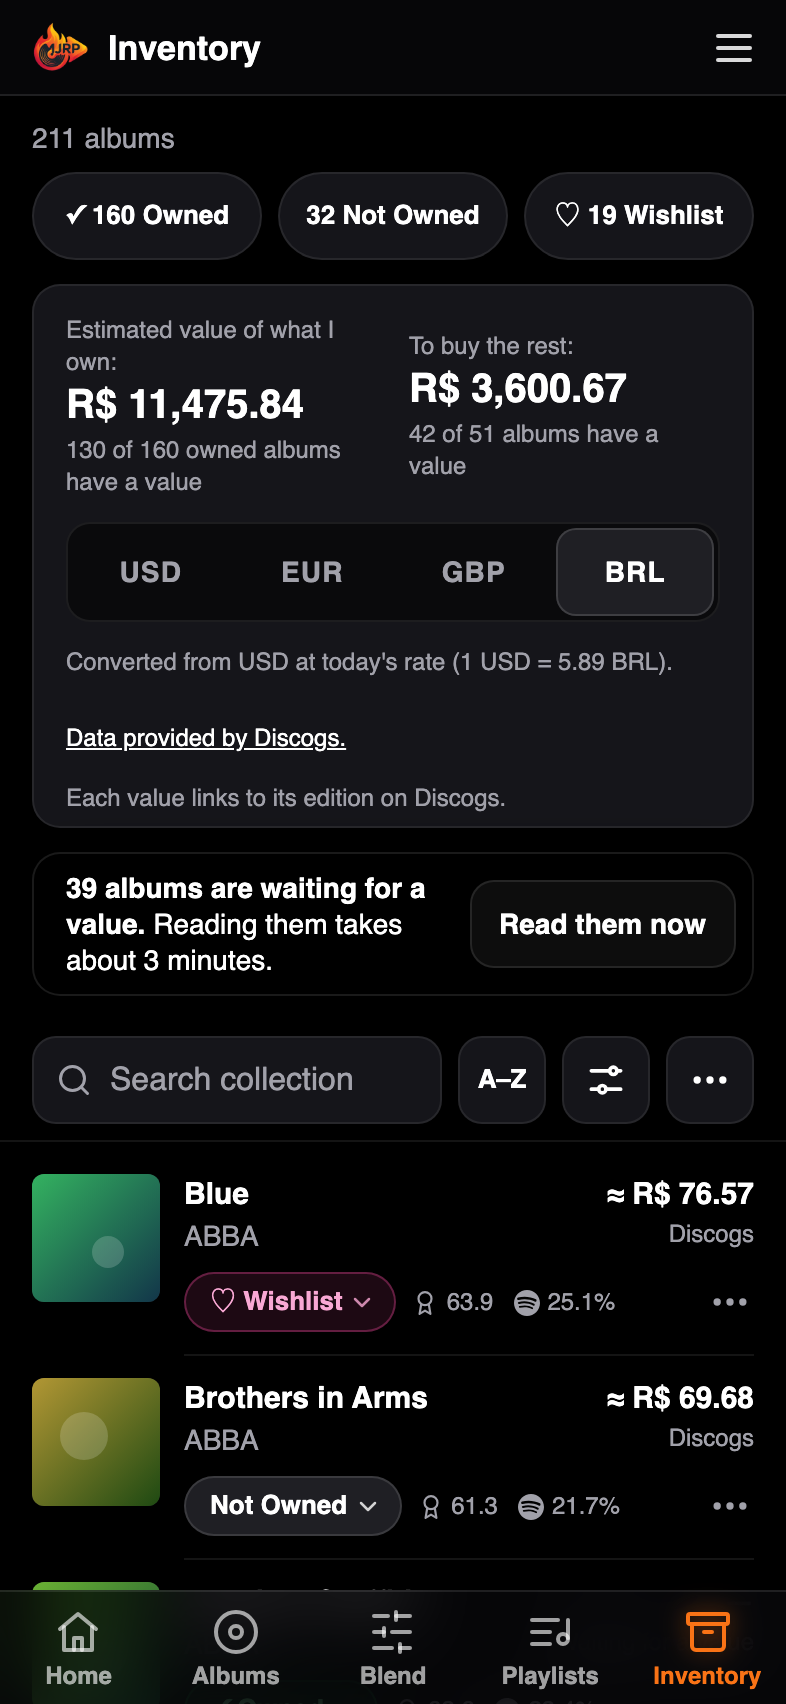 JRP
Inventory
211 albums
✓ 160 Owned
32 Not Owned
♡ 19 Wishlist
Estimated value of what I
own:
R$ 11,475.84
130 of 160 owned albums
have a value
To buy the rest:
R$ 3,600.67
42 of 51 albums have a
value
USD
EUR
GBP
BRL
Converted from USD at today's rate (1 USD = 5.89 BRL).
Data provided by Discogs.
Each value links to its edition on Discogs.
39 albums are waiting for a
value. Reading them takes
about 3 minutes.
Read them now
Search collection
A–Z
Blue
≈ R$ 76.57
ABBA
Discogs
♡ Wishlist
63.9
25.1%
Brothers in Arms
≈ R$ 69.68
ABBA
Discogs
Not Owned
61.3
21.7%
Home
Albums
Blend
Playlists
Inventory